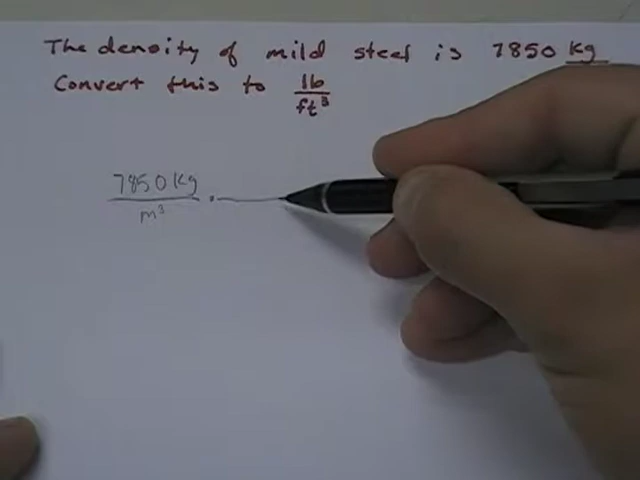 The density of mild steel is 7850 kg
Convert this to lb
ft³
7850 kg
m³